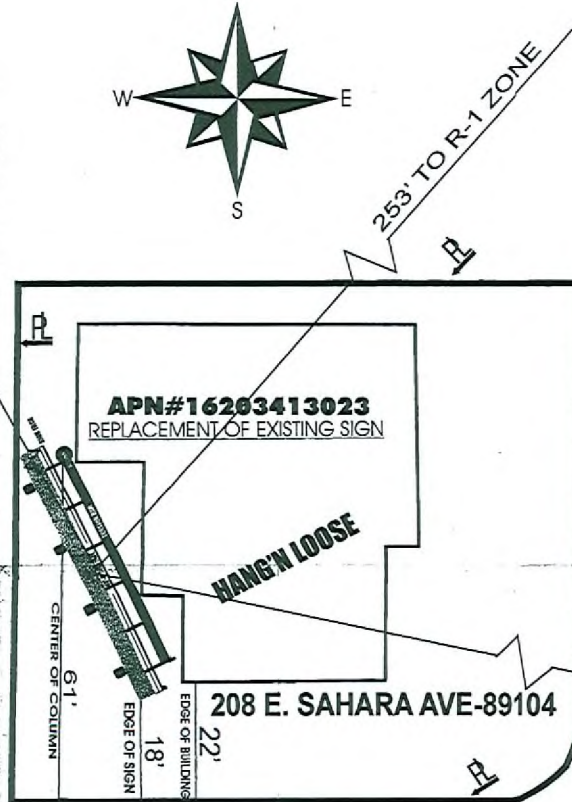 W
E
S
253' TO R-1 ZONE
PL
PL
APN#16203413023
REPLACEMENT OF EXISTING SIGN
HANG'N LOOSE
61'
CENTER OF COLUMN
18'
EDGE OF SIGN
22'
EDGE OF BUILDING
208 E. SAHARA AVE-89104
PL